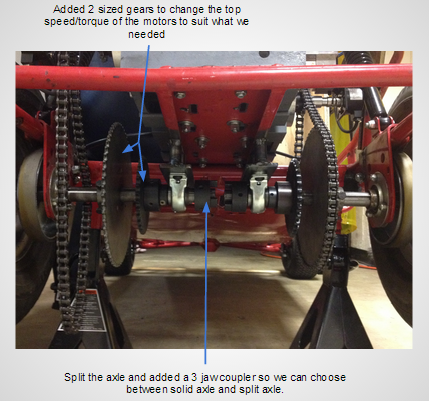 Added 2 sized gears to change the top
speed/torque of the motors to suit what we
needed
Split the axle and added a 3 jaw coupler so we can choose
between solid axle and split axle.